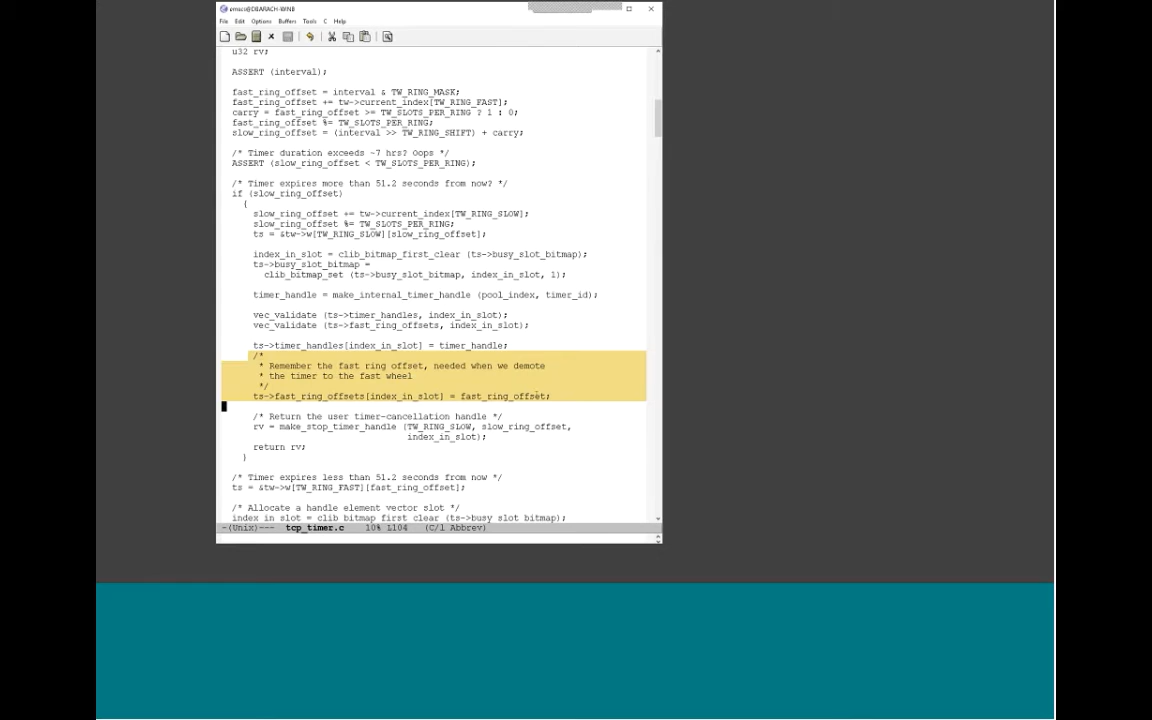 emacs@DBARACH-WINB
File Edit Options Buffers Tools C Help
u32 rv;
ASSERT (interval);
fast_ring_offset = interval & TW_RING_MASK;
fast_ring_offset += tw->current_index[TW_RING_FAST];
carry = fast_ring_offset >= TW_SLOTS_PER_RING ? 1 : 0;
fast_ring_offset %= TW_SLOTS_PER_RING;
slow_ring_offset = (interval >> TW_RING_SHIFT) + carry;
/* Timer duration exceeds ~7 hrs? Oops */
ASSERT (slow_ring_offset < TW_SLOTS_PER_RING);
/* Timer expires more than 51.2 seconds from now? */
if (slow_ring_offset)
{
slow_ring_offset += tw->current_index[TW_RING_SLOW];
slow_ring_offset %= TW_SLOTS_PER_RING;
ts = &tw->w[TW_RING_SLOW][slow_ring_offset];
index_in_slot = clib_bitmap_first_clear (ts->busy_slot_bitmap);
ts->busy_slot_bitmap =
clib_bitmap_set (ts->busy_slot_bitmap, index_in_slot, 1);
timer_handle = make_internal_timer_handle (pool_index, timer_id);
vec_validate (ts->timer_handles, index_in_slot);
vec_validate (ts->fast_ring_offsets, index_in_slot);
ts->timer_handles[index_in_slot] = timer_handle;
/*
* Remember the fast ring offset, needed when we demote
* the timer to the fast wheel
*/
ts->fast_ring_offsets[index_in_slot] = fast_ring_offset;
/* Return the user timer-cancellation handle */
rv = make_stop_timer_handle (TW_RING_SLOW, slow_ring_offset,
index_in_slot);
return rv;
}
/* Timer expires less than 51.2 seconds from now */
ts = &tw->w[TW_RING_FAST][fast_ring_offset];
/* Allocate a handle element vector slot */
index_in_slot = clib_bitmap_first_clear (ts->busy_slot_bitmap);
-(Unix)--- tcp_timer.c 10% L104 (C/l Abbrev)